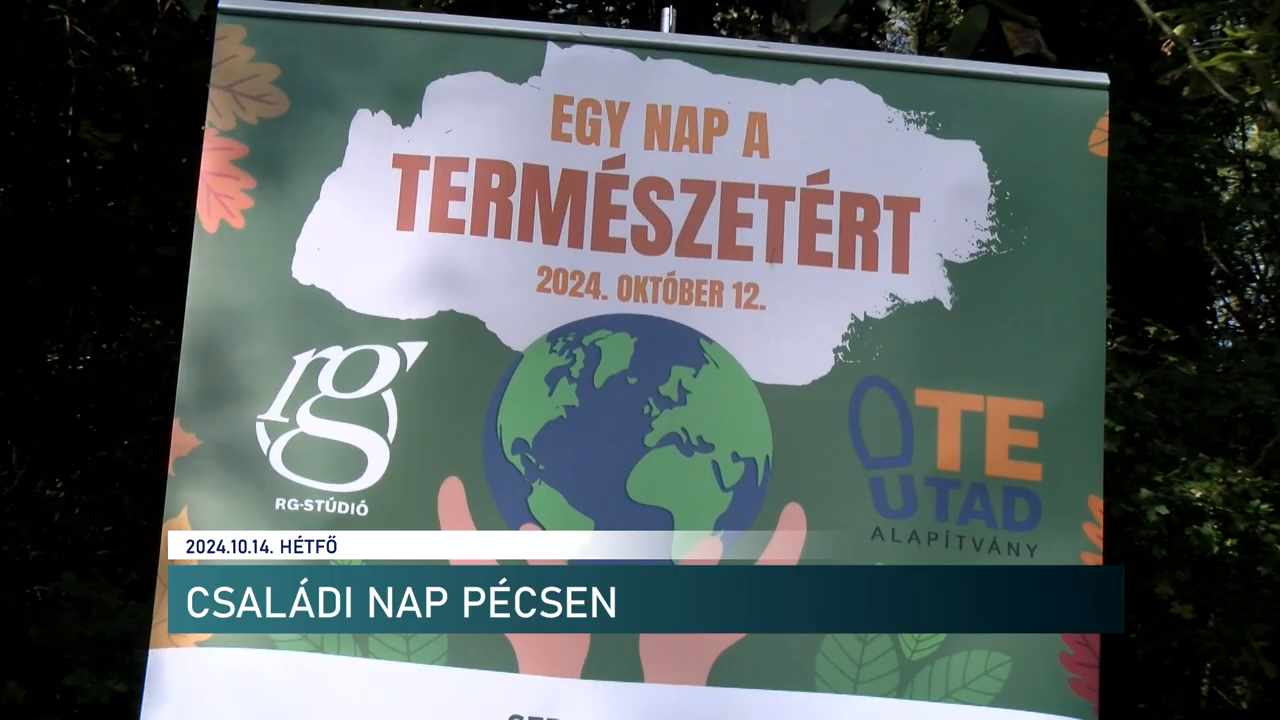 EGY NAP A
TERMÉSZETÉRT
2024. OKTÓBER 12.
rg
RG-STÚDIÓ
TE
UTAD
ALAPÍTVÁNY
2024.10.14. HÉTFŐ
CSALÁDI NAP PÉCSEN